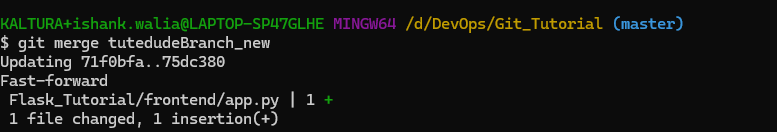 KALTURA+ishank.walia@LAPTOP-SP47GLHE MINGW64 /d/DevOps/Git_Tutorial (master)
$ git merge tutedudeBranch_new
Updating 71f0bfa..75dc380
Fast-forward
 Flask_Tutorial/frontend/app.py | 1 +
 1 file changed, 1 insertion(+)